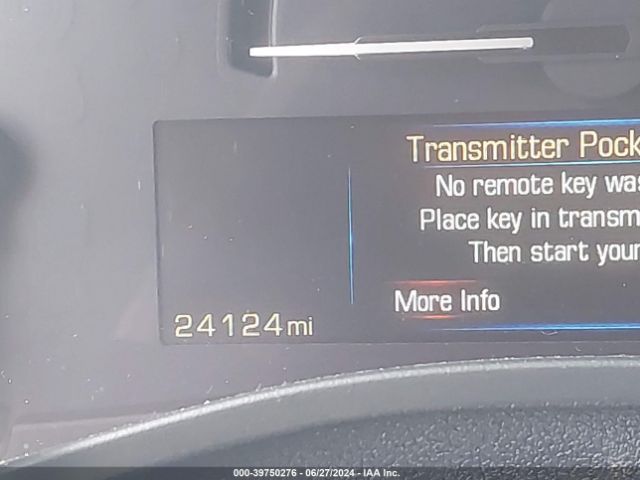 Transmitter Pock
No remote key was
Place key in transm
Then start your
More Info
24124 mi
000-39750276 - 06/27/2024 - IAA Inc.